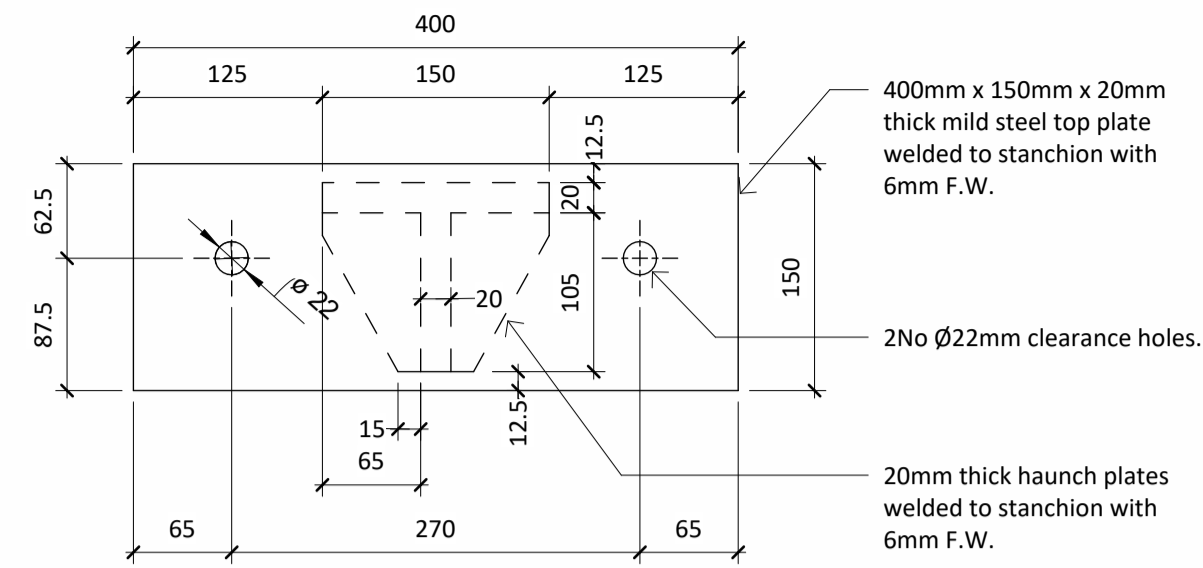 400
125
150
125
12.5
20
62.5
87.5
ø 22
20
105
150
12.5
15
65
65
270
65
400mm x 150mm x 20mm
thick mild steel top plate
welded to stanchion with
6mm F.W.
2No Ø22mm clearance holes.
20mm thick haunch plates
welded to stanchion with
6mm F.W.